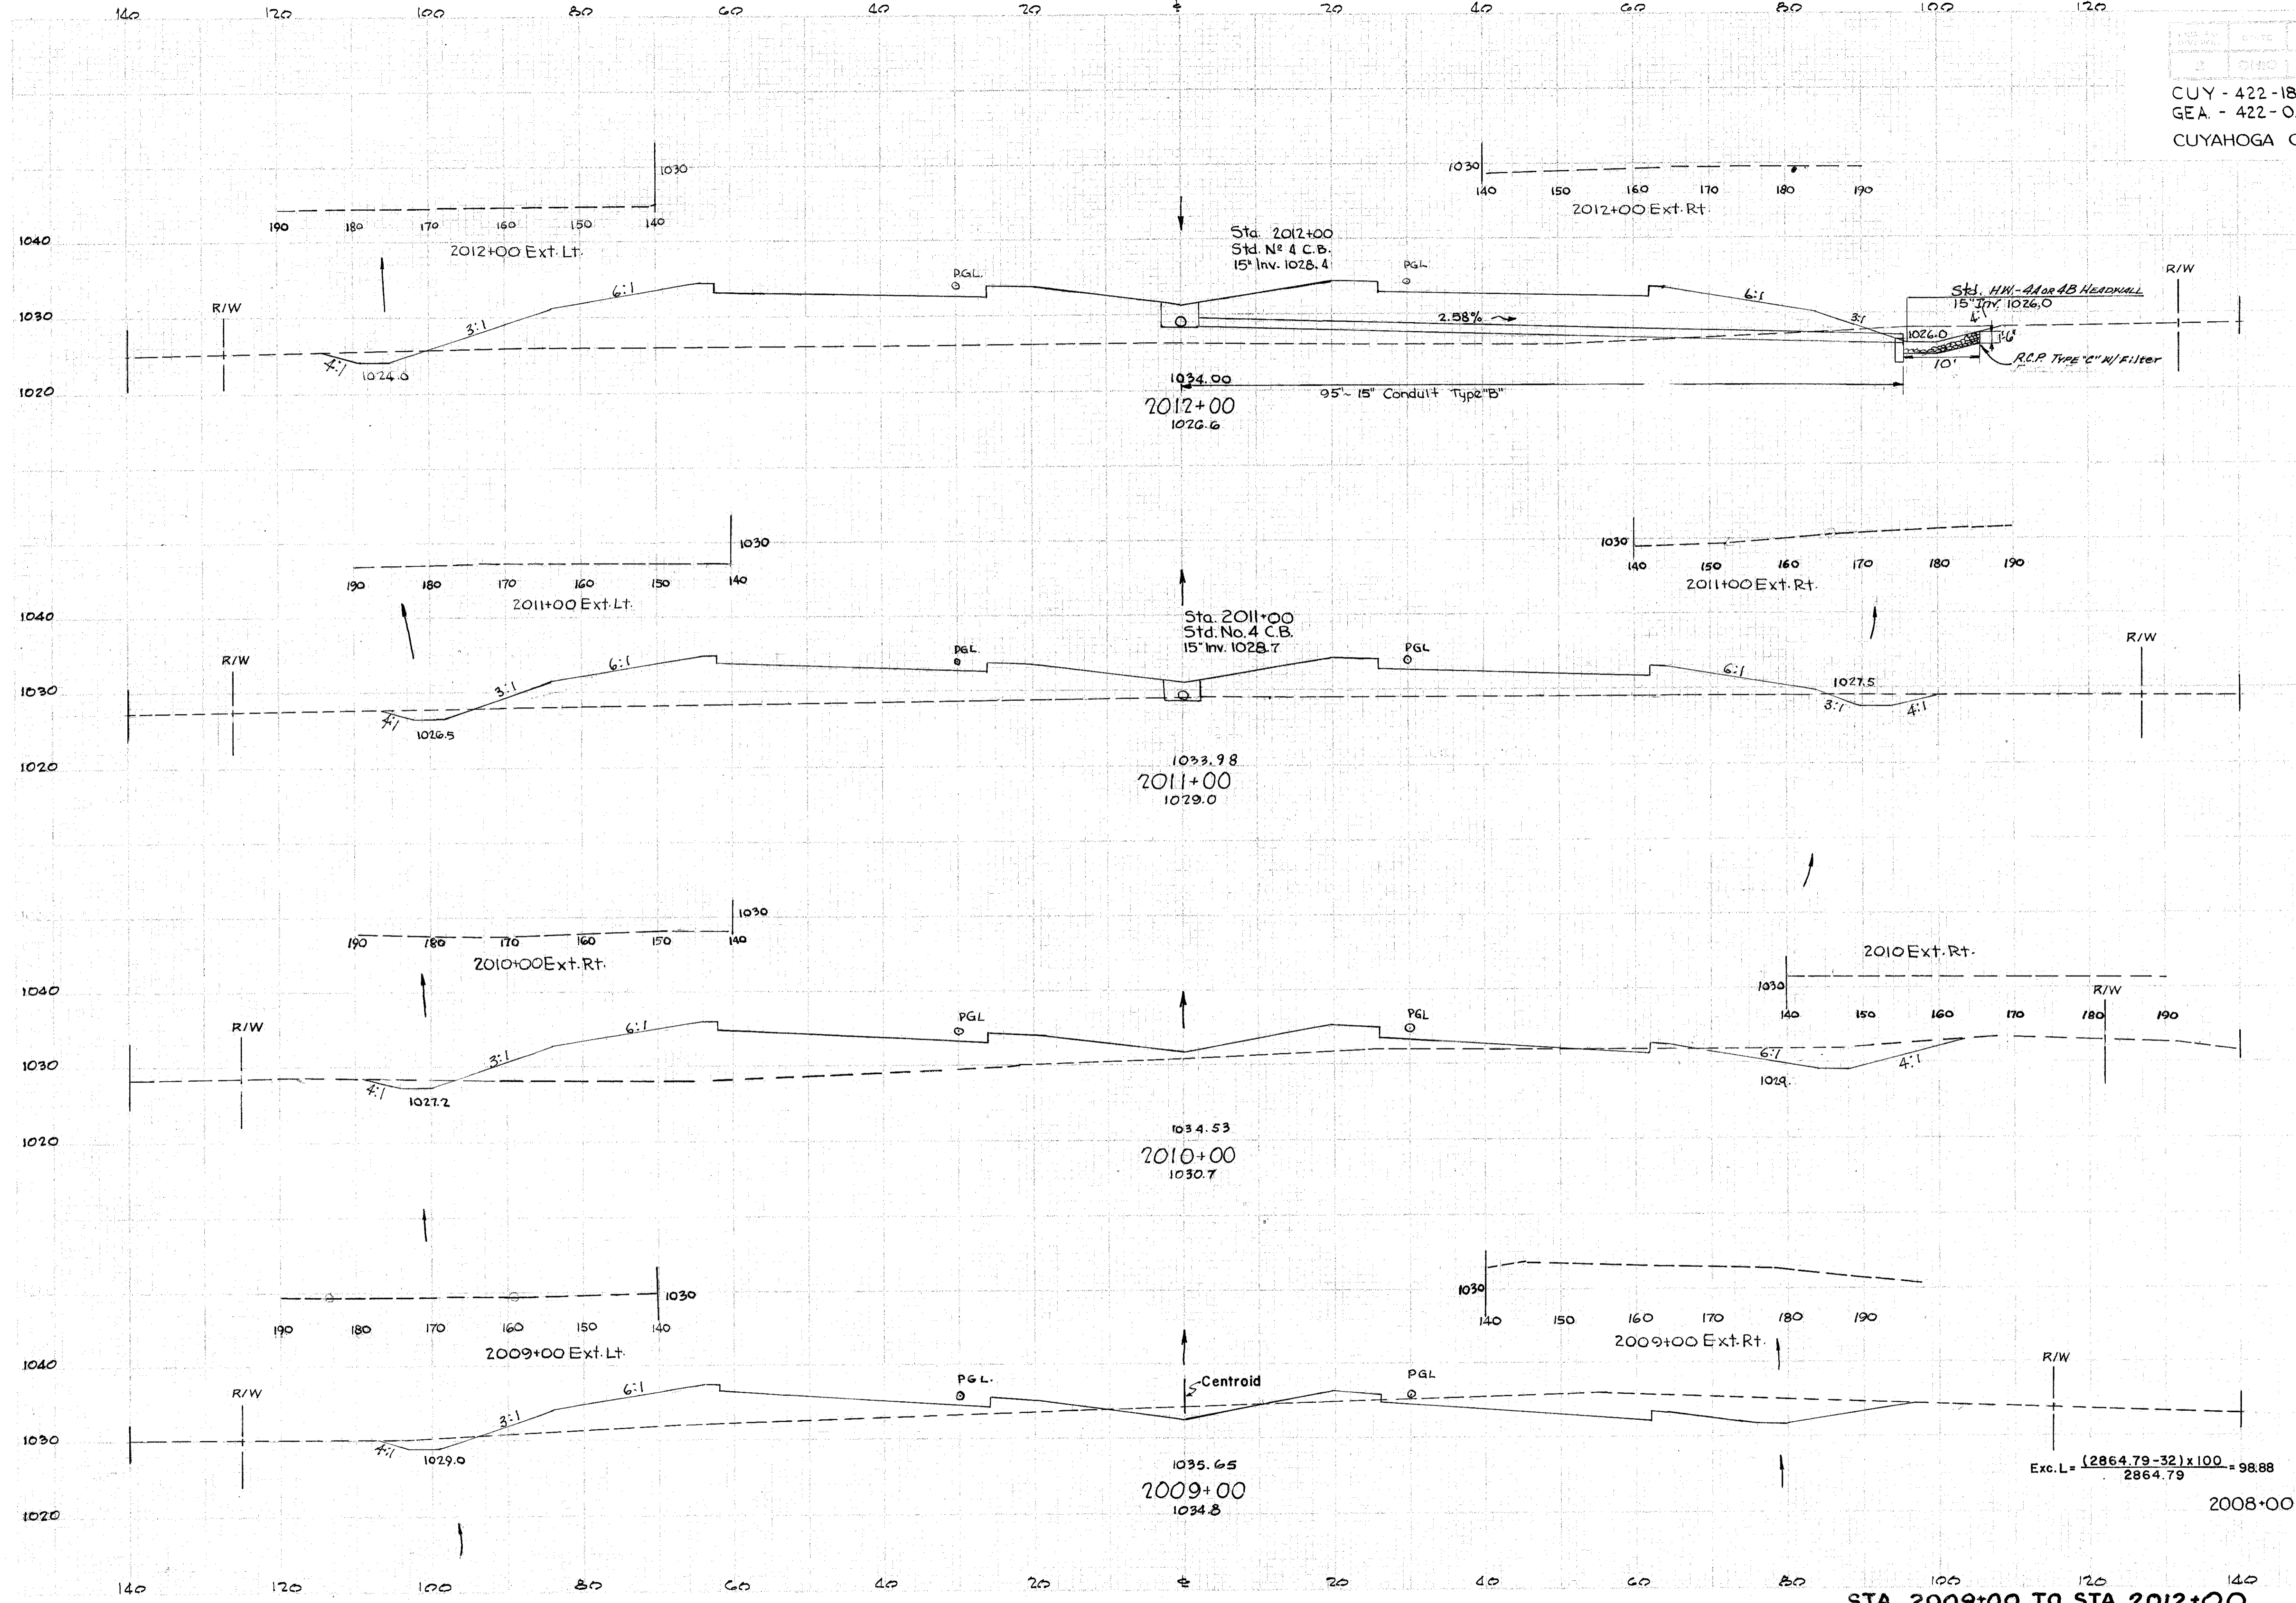 140 120 100 80 60 40 20 ℄ 20 40 60 80 100 120
OHIO
CUY - 422 -18
GEA. - 422 - 0.
CUYAHOGA C
1030
190 180 170 160 150 140
2012+00 Ext. Lt.
1030
140 150 160 170 180 190
2012+00 Ext. Rt.
1040
1030
1020
R/W
4:1
1024.0
3:1
6:1
P.G.L.
Sta. 2012+00
Std. Nº 4 C.B.
15" Inv. 1028.4
PGL
2.58%
6:1
3:1
Std. HW.-4A or 4B HEADWALL
15" Inv. 1026.0
4'
1026.0
1'-6"
10'
R.C.P. TYPE "C" W/ Filter
R/W
1034.00
95'~ 15" Conduit Type "B"
2012+00
1026.6
1030
190 180 170 160 150 140
2011+00 Ext. Lt.
1030
140 150 160 170 180 190
2011+00 Ext. Rt.
1040
1030
1020
R/W
4:1
1026.5
3:1
6:1
PGL
Sta. 2011+00
Std. No. 4 C.B.
15" Inv. 1028.7
PGL
6:1
1027.5
3:1
4:1
R/W
1033.98
2011+00
1029.0
1030
190 180 170 160 150 140
2010+00 Ext. Rt.
2010 Ext. Rt.
1030
140 150 160 170 180 190
1040
1030
1020
R/W
4:1
1027.2
3:1
6:1
PGL
PGL
6:1
1029.
4:1
R/W
1034.53
2010+00
1030.7
1030
190 180 170 160 150 140
2009+00 Ext. Lt.
1030
140 150 160 170 180 190
2009+00 Ext. Rt.
1040
1030
1020
R/W
4:1
1029.0
3:1
6:1
PGL.
Centroid
PGL
R/W
1035.65
2009+00
1034.8
Exc. L = (2864.79-32) x 100 / 2864.79 = 98.88
2008+00
140 120 100 80 60 40 20 ℄ 20 40 60 80 100 120 140
STA. 2009+00 TO STA. 2012+00